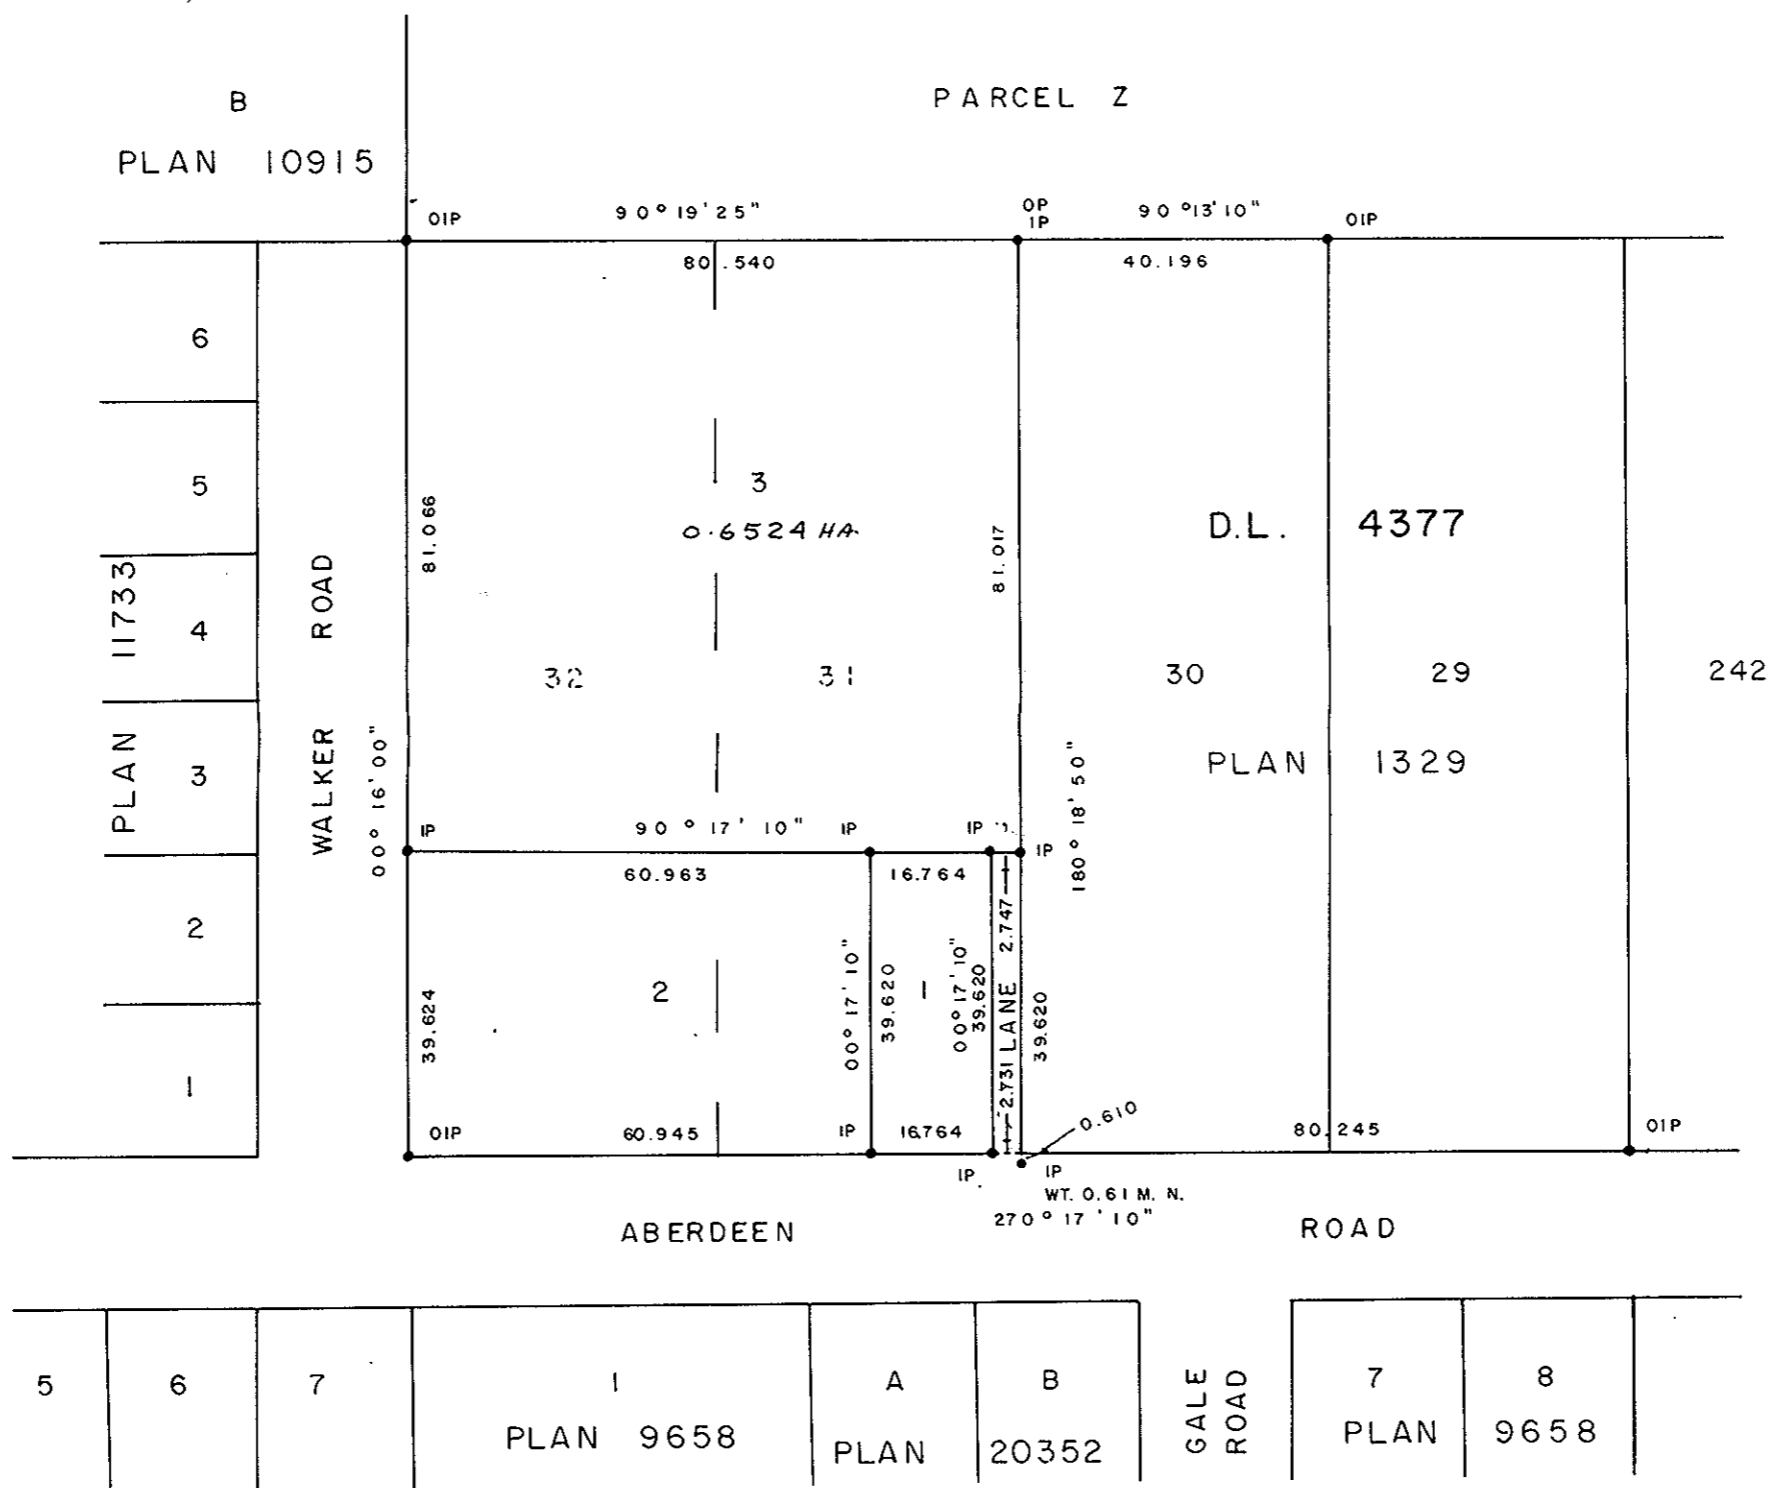 B
PARCEL Z
PLAN 10915
OIP
90°19'25"
OP
IP
90°13'10"
OIP
80.540
40.196
6
5
4
3
2
1
PLAN 11733
WALKER ROAD
00°16'00"
81.066
3
0.6524 HA.
81.017
D.L. 4377
32
31
30
29
242
PLAN 1329
180°18'50"
IP
90°17'10"
IP
IP
IP
60.963
16.764
39.624
2
00°17'10"
39.620
1
00°17'10"
39.620
2.731 LANE 2.747
39.620
OIP
60.945
IP
16.764
0.610
80.245
OIP
IP.
IP
WT. 0.61 M. N.
270°17'10"
ABERDEEN ROAD
5
6
7
1
PLAN 9658
A
B
PLAN 20352
GALE
ROAD
7
8
PLAN 9658